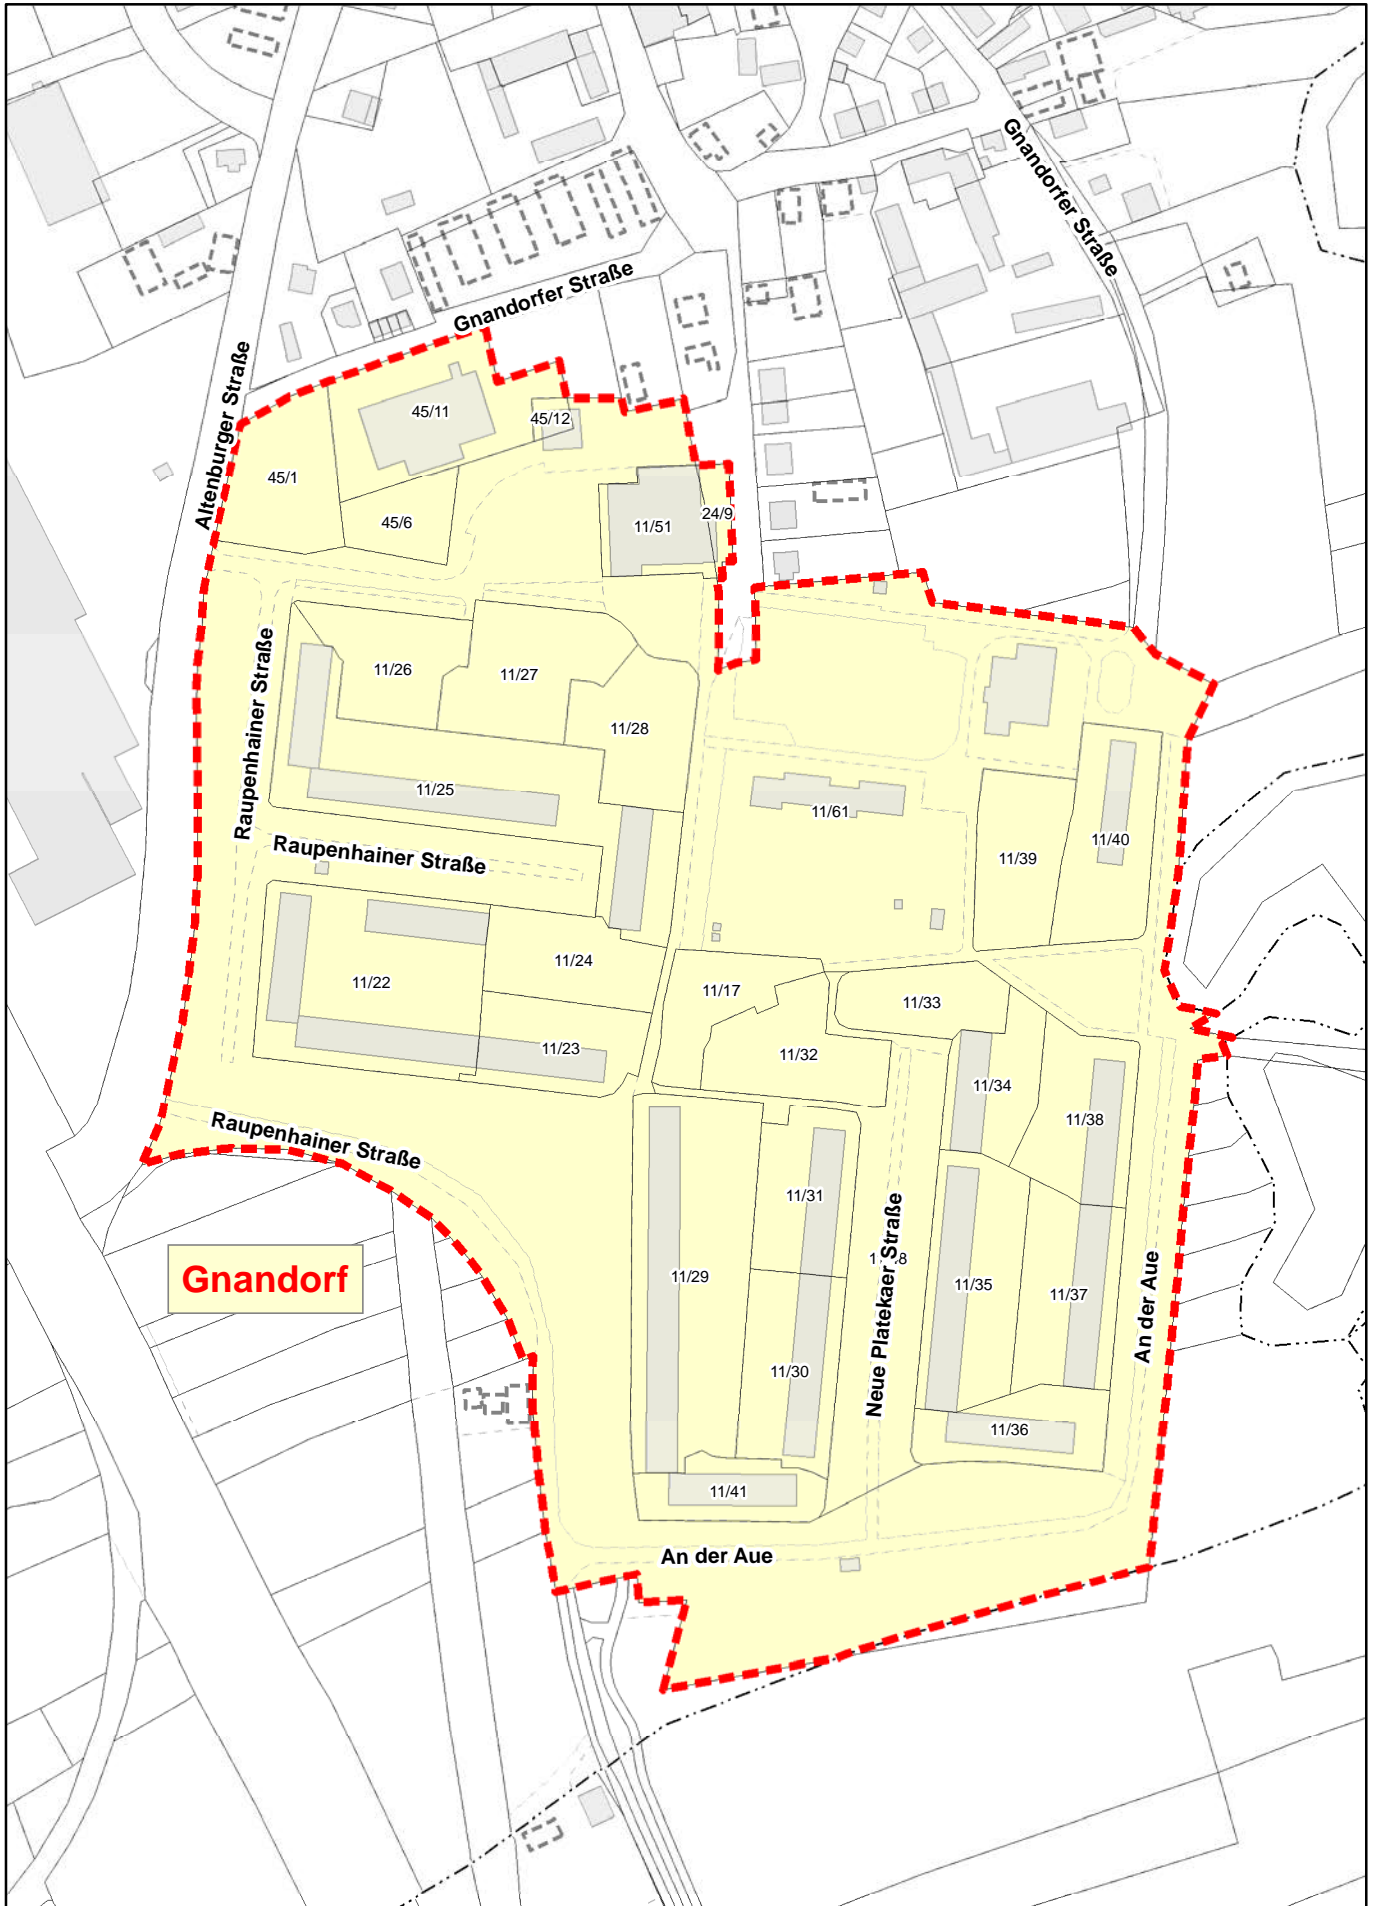 Gnandorfer Straße
Gnandorfer Straße
Altenburger Straße
45/11
45/12
45/1
45/6
11/51
24/9
Raupenhainer Straße
11/26
11/27
11/28
11/25
11/61
11/39
11/40
Raupenhainer Straße
11/22
11/24
11/23
11/17
11/33
11/32
11/34
11/38
Raupenhainer Straße
11/31
Neue Platekaer Straße
11/29
11/35
11/37
An der Aue
Gnandorf
11/30
11/36
11/41
An der Aue